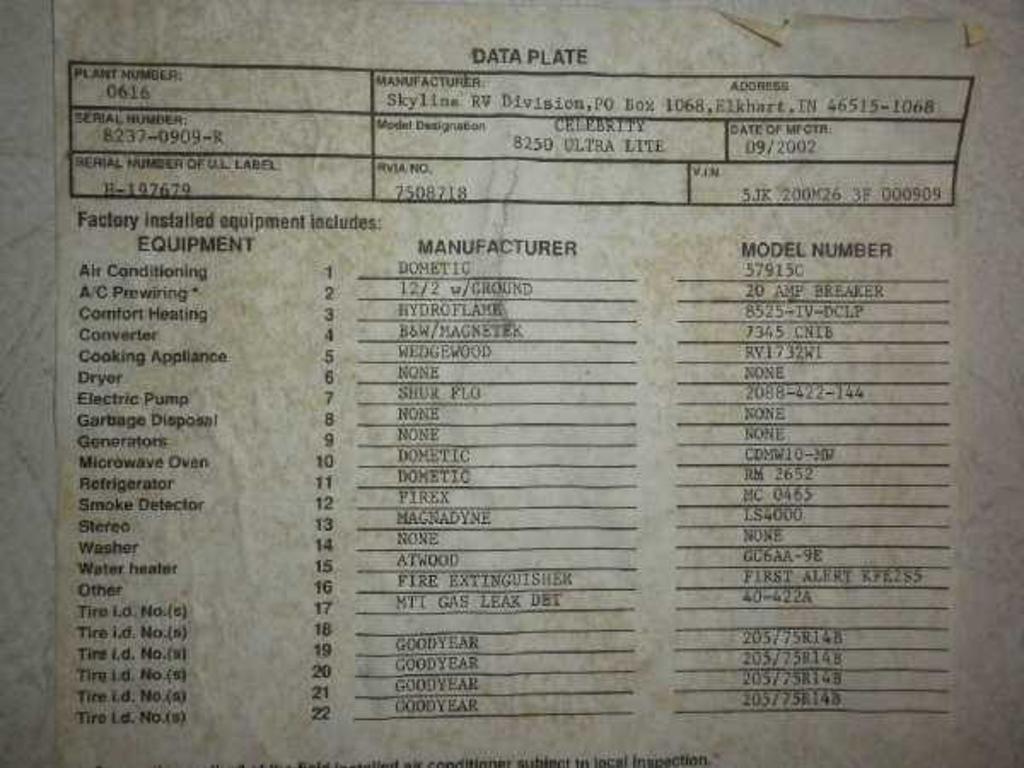 DATA PLATE
PLANT NUMBER: MANUFACTURER: ADDRESS
0616 Skyline RV Division,PO Box 1068,Elkhart,IN 46515-1068
SERIAL NUMBER: Model Designation CELEBRITY DATE OF MFGTR:
8237-0909-R 8250 ULTRA LITE 09/2002
SERIAL NUMBER OF U.L. LABEL RVIA NO. V.I.N.
H-197679 7508718 5JK 200M26 3F 000909
Factory installed equipment includes:
EQUIPMENT MANUFACTURER MODEL NUMBER
Air Conditioning 1 DOMETIC 57915C
A/C Prewiring * 2 12/2 w/GROUND 20 AMP BREAKER
Comfort Heating 3 HYDROFLAME 8525-IV-DCLP
Converter 4 B&W/MAGNETEK 7345 CNIB
Cooking Appliance 5 WEDGEWOOD RV1732WI
Dryer 6 NONE NONE
Electric Pump 7 SHUR FLO 2088-422-144
Garbage Disposal 8 NONE NONE
Generators 9 NONE NONE
Microwave Oven 10 DOMETIC CDMW10-MW
Refrigerator 11 DOMETIC RM 2652
Smoke Detector 12 FIREX MC 0465
Stereo 13 MAGNADYNE LS4000
Washer 14 NONE NONE
Water heater 15 ATWOOD GC6AA-9E
Other 16 FIRE EXTINGUISHER FIRST ALERT KFE2S5
Tire i.d. No.(s) 17 MTI GAS LEAK DET 40-422A
Tire i.d. No.(s) 18
Tire i.d. No.(s) 19 GOODYEAR 205/75R14B
Tire i.d. No.(s) 20 GOODYEAR 205/75R14B
Tire i.d. No.(s) 21 GOODYEAR 205/75R14B
Tire i.d. No.(s) 22 GOODYEAR 205/75R14B
of the field installed air conditioner subject to local inspection."